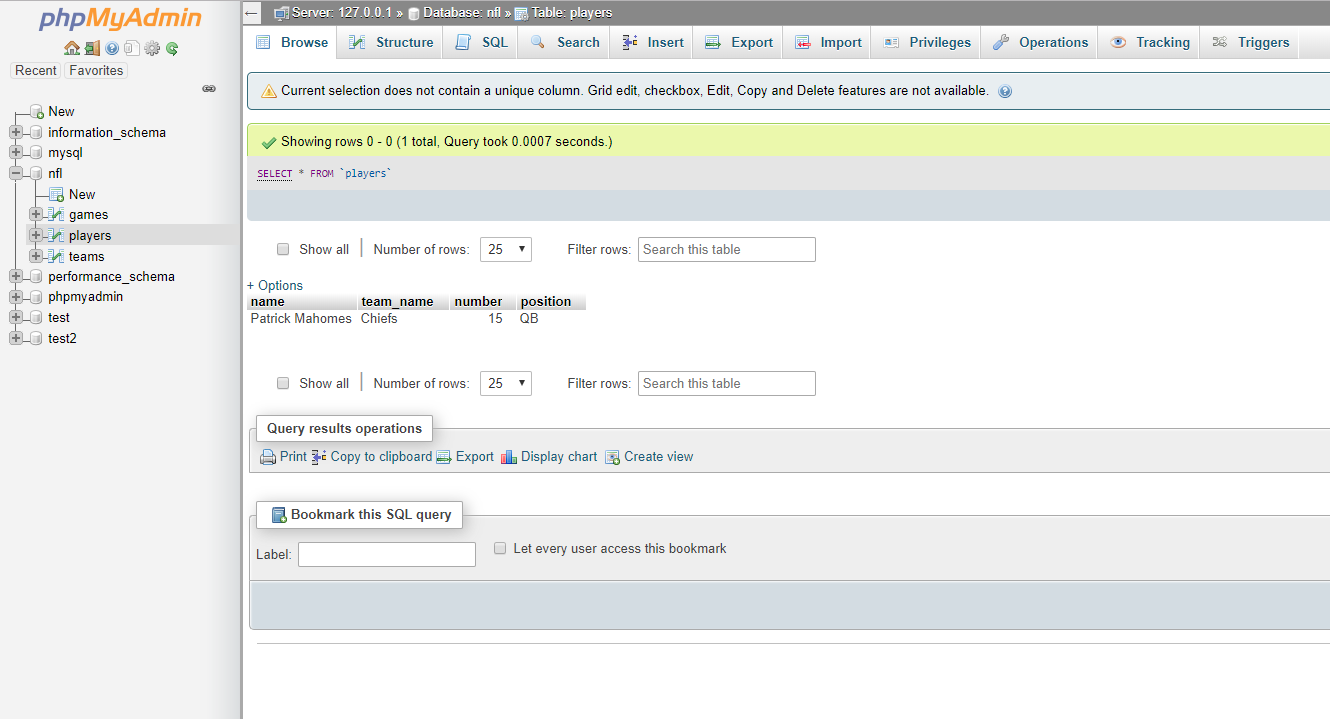 phpMyAdmin
Recent Favorites
New
information_schema
mysql
nfl
New
games
players
teams
performance_schema
phpmyadmin
test
test2
Server: 127.0.0.1 » Database: nfl » Table: players
Browse Structure SQL Search Insert Export Import Privileges Operations Tracking Triggers
Current selection does not contain a unique column. Grid edit, checkbox, Edit, Copy and Delete features are not available.
Showing rows 0 - 0 (1 total, Query took 0.0007 seconds.)
SELECT * FROM `players`
Show all | Number of rows: 25 Filter rows: Search this table
+ Options
name team_name number position
Patrick Mahomes Chiefs 15 QB
Show all | Number of rows: 25 Filter rows: Search this table
Query results operations
Print Copy to clipboard Export Display chart Create view
Bookmark this SQL query
Label: Let every user access this bookmark